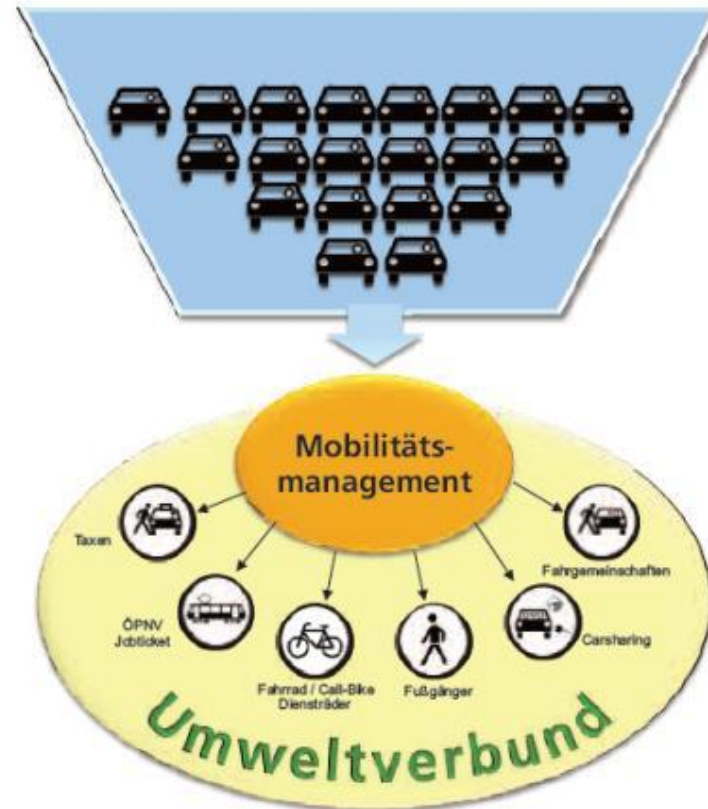 Mobilitäts-
management
Taxen
Fahrgemeinschaften
ÖPNV
Jobticket
Carsharing
Fahrrad / Call-Bike
Diensträder
Fußgänger
Umweltverbund